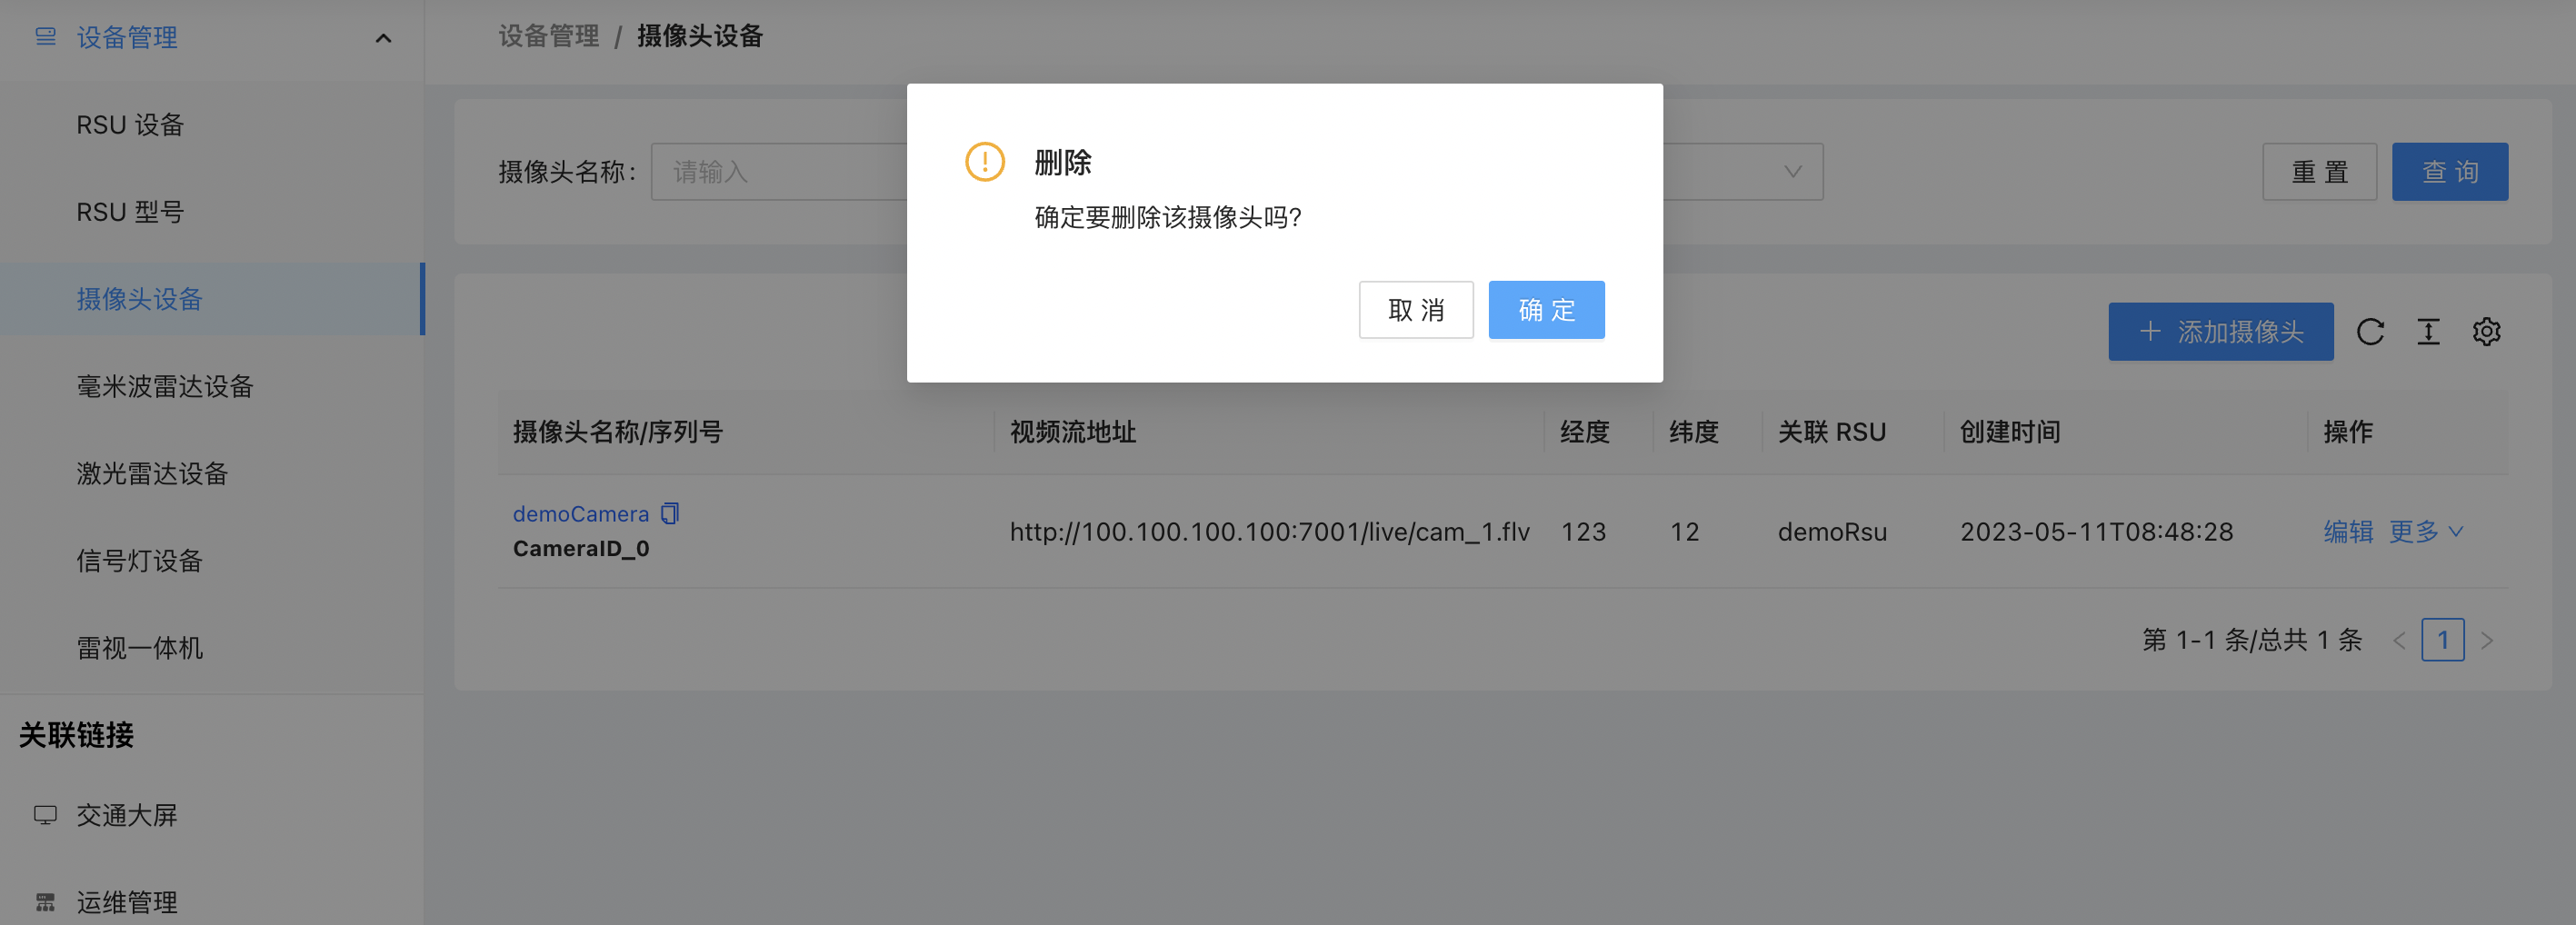 设备管理
RSU 设备
RSU 型号
摄像头设备
毫米波雷达设备
激光雷达设备
信号灯设备
雷视一体机
关联链接
交通大屏
运维管理
设备管理 / 摄像头设备
摄像头名称: 请输入
重 置 查 询
删除
确定要删除该摄像头吗?
取 消 确 定
添加摄像头
摄像头名称/序列号 视频流地址 经度 纬度 关联 RSU 创建时间 操作
demoCamera
CameraID_0
http://100.100.100.100:7001/live/cam_1.flv 123 12 demoRsu 2023-05-11T08:48:28 编辑 更多
第 1-1 条/总共 1 条 < 1 >